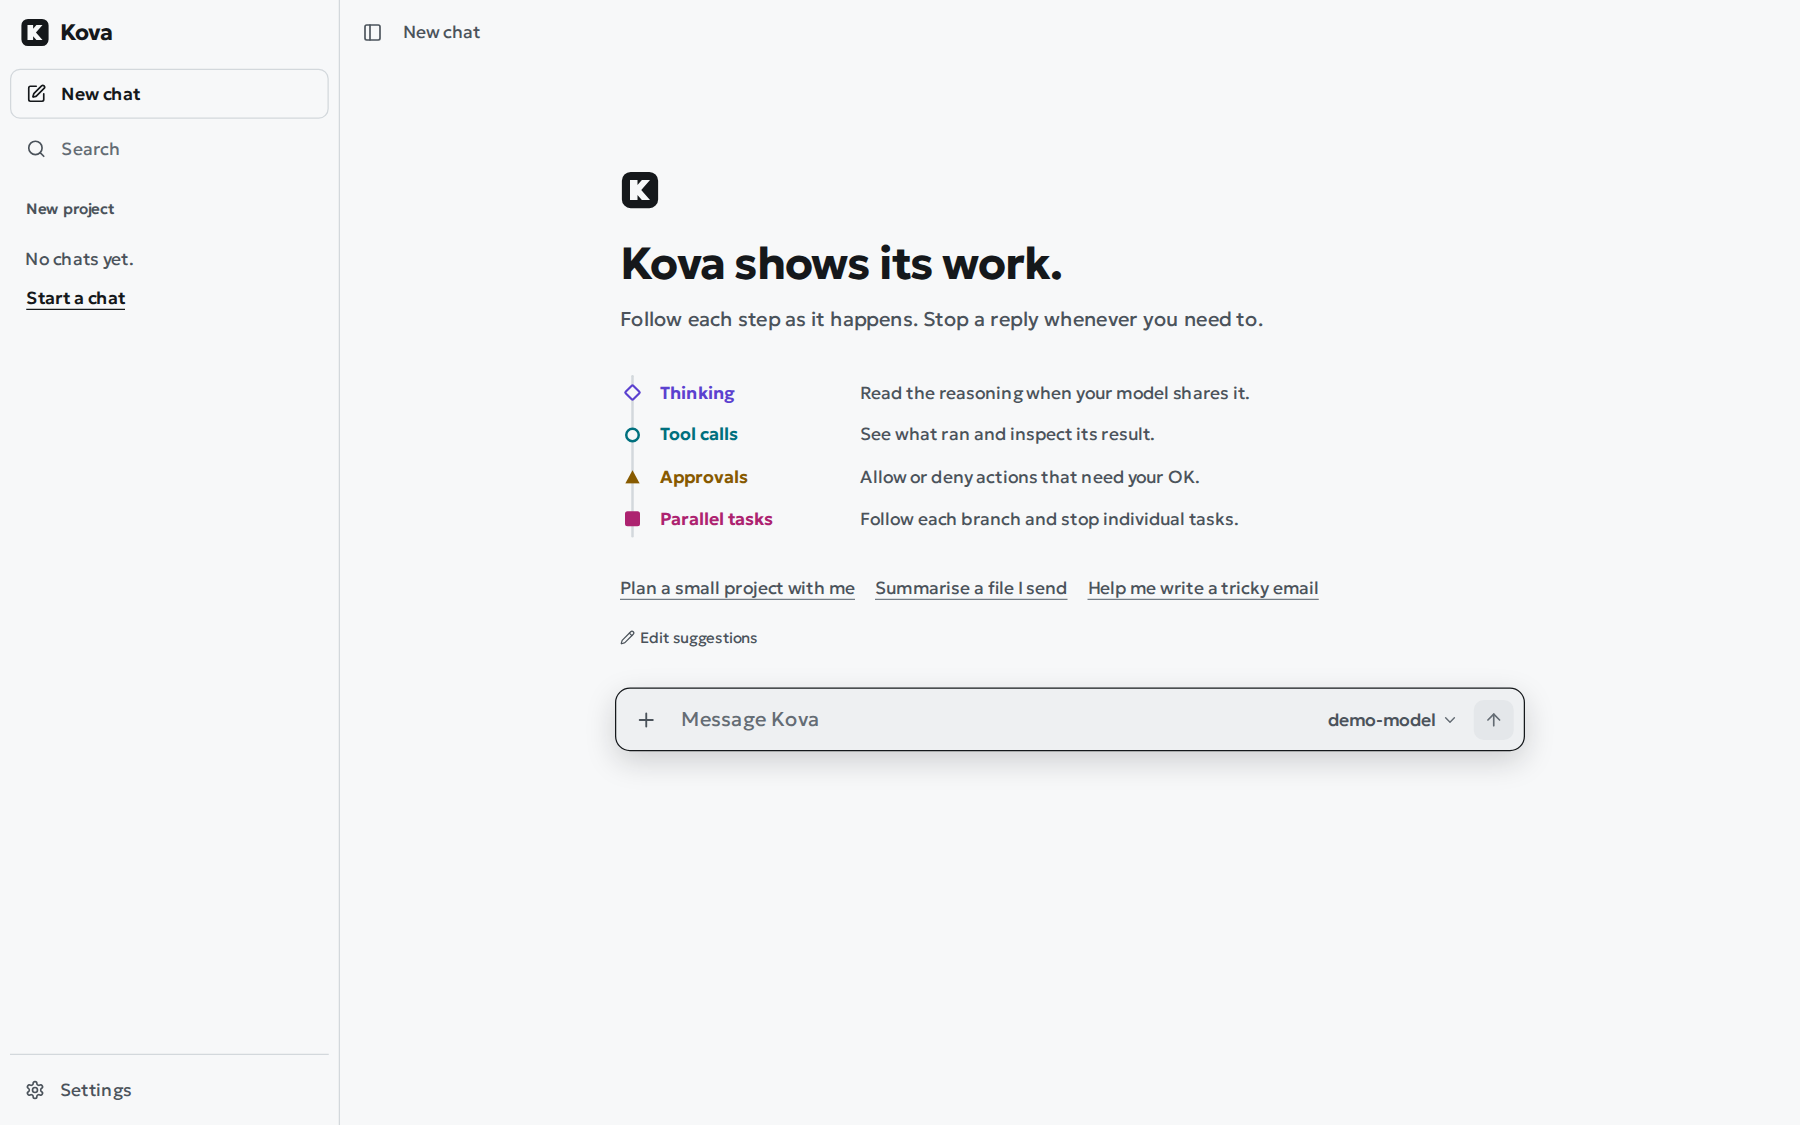 Kova
New chat
Search
New project
No chats yet.
Start a chat
Settings
New chat
Kova shows its work.
Follow each step as it happens. Stop a reply whenever you need to.
Thinking Read the reasoning when your model shares it.
Tool calls See what ran and inspect its result.
Approvals Allow or deny actions that need your OK.
Parallel tasks Follow each branch and stop individual tasks.
Plan a small project with me Summarise a file I send Help me write a tricky email
Edit suggestions
Message Kova demo-model